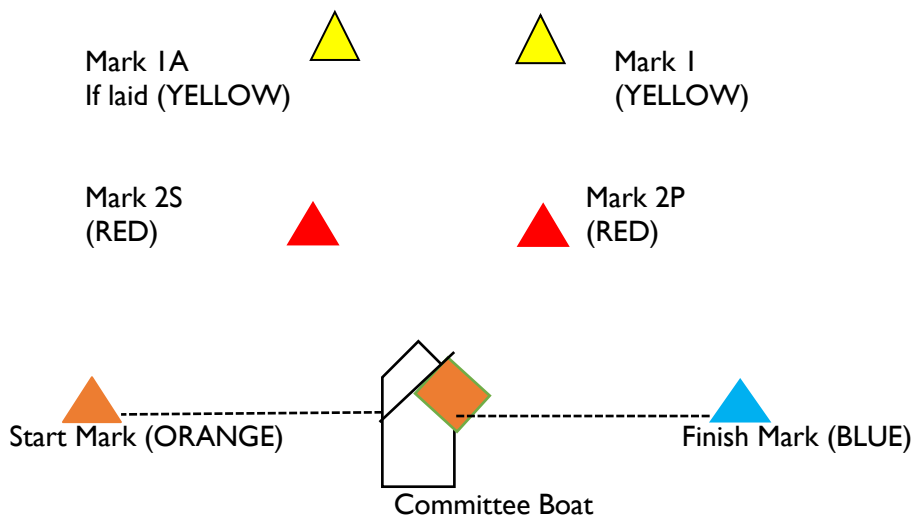 Mark 1A
If laid (YELLOW)
Mark 1
(YELLOW)
Mark 2S
(RED)
Mark 2P
(RED)
Start Mark (ORANGE)
Finish Mark (BLUE)
Committee Boat